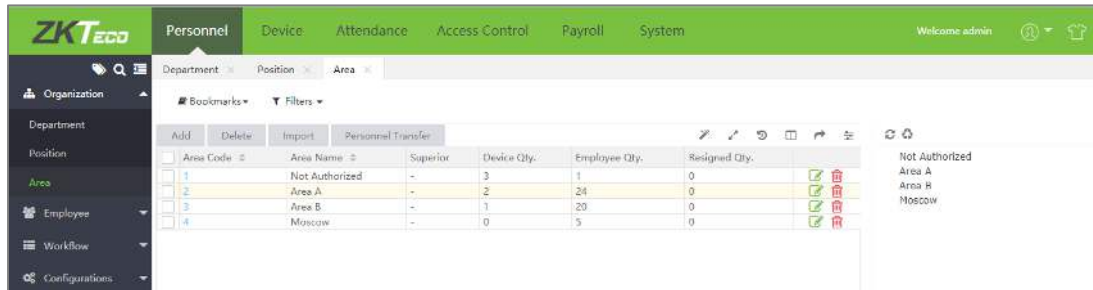 ZKTeco Personnel Device Attendance Access Control Payroll System Welcome admin
Department Position Area
Organization
Bookmarks Filters
Department
Position
Area
Employee
Workflow
Configurations
Add Delete Import Personnel Transfer
Area Code Area Name Superior Device Qty. Employee Qty. Resigned Qty.
1 Not Authorized - 3 1 0
2 Area A - 2 24 0
3 Area B - 1 20 0
4 Moscow - 0 5 0
Not Authorized
Area A
Area B
Moscow